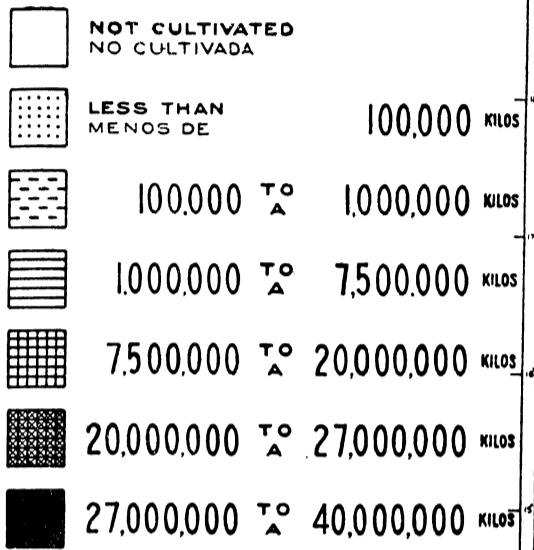 NOT CULTIVATED
NO CULTIVADA
LESS THAN
MENOS DE 100,000 KILOS
100.000 TO A 1.000,000 KILOS
1.000,000 TO A 7,500.000 KILOS
7.500,000 TO A 20,000,000 KILOS
20,000,000 TO A 27,000,000 KILOS
27,000,000 TO A 40,000,000 KILOS